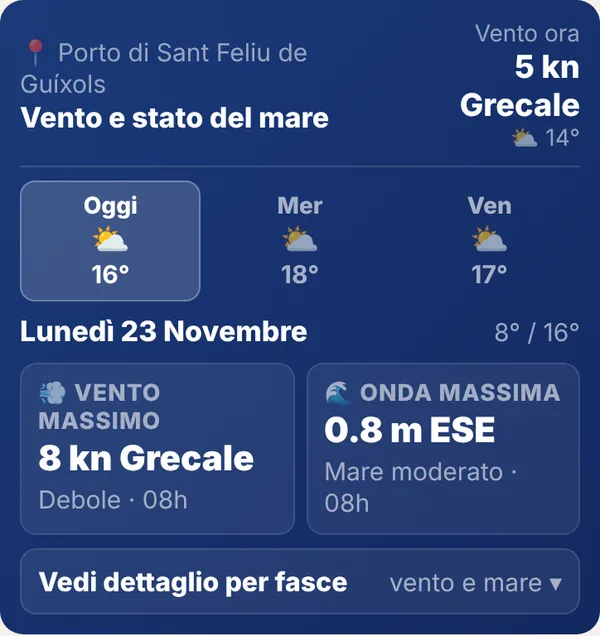 📍 Porto di Sant Feliu de
Guíxols
Vento e stato del mare
Vento ora
5 kn
Grecale
⛅ 14°
Oggi
⛅
16°
Mer
⛅
18°
Ven
⛅
17°
Lunedì 23 Novembre
8° / 16°
💨 VENTO
MASSIMO
8 kn Grecale
Debole · 08h
🌊 ONDA MASSIMA
0.8 m ESE
Mare moderato ·
08h
Vedi dettaglio per fasce
vento e mare ▾